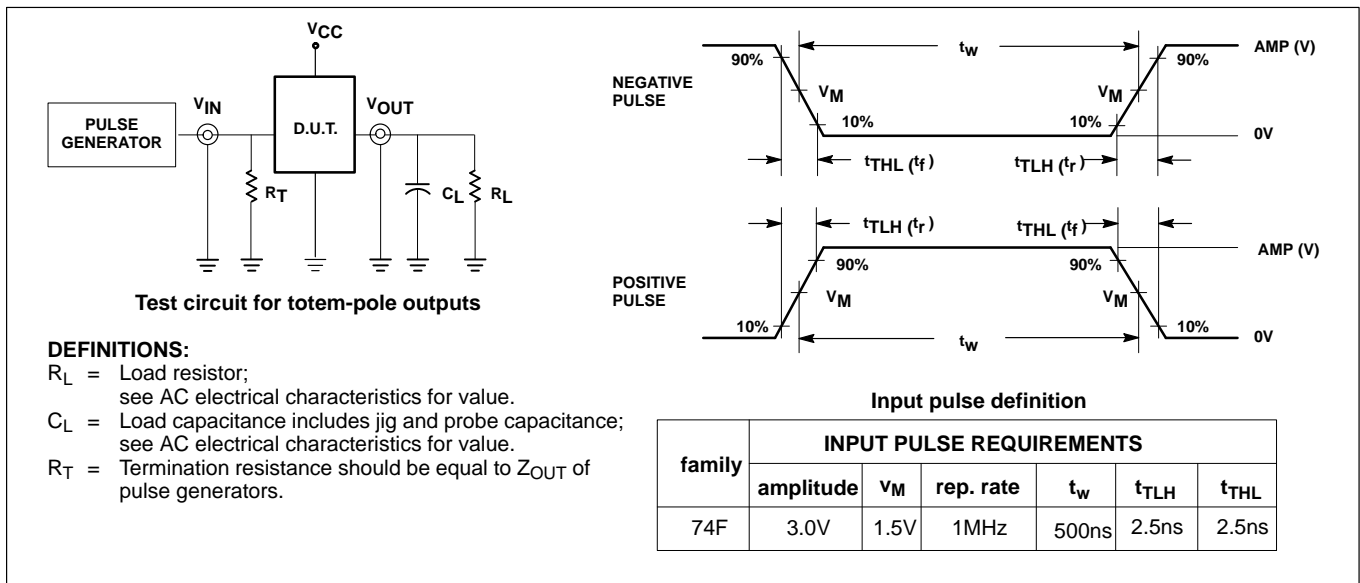 VCC
VIN
VOUT
PULSE
GENERATOR
D.U.T.
RT
CL
RL
Test circuit for totem-pole outputs
DEFINITIONS:
RL = Load resistor;
see AC electrical characteristics for value.
CL = Load capacitance includes jig and probe capacitance;
see AC electrical characteristics for value.
RT = Termination resistance should be equal to ZOUT of
pulse generators.
tw
AMP (V)
90%
90%
NEGATIVE
PULSE
VM
VM
10%
10%
0V
tTHL (tf)
tTLH (tr)
tTLH (tr)
tTHL (tf)
AMP (V)
90%
90%
POSITIVE
PULSE
VM
VM
10%
10%
tw
0V
Input pulse definition
family
INPUT PULSE REQUIREMENTS
amplitude VM rep. rate tw tTLH tTHL
74F 3.0V 1.5V 1MHz 500ns 2.5ns 2.5ns